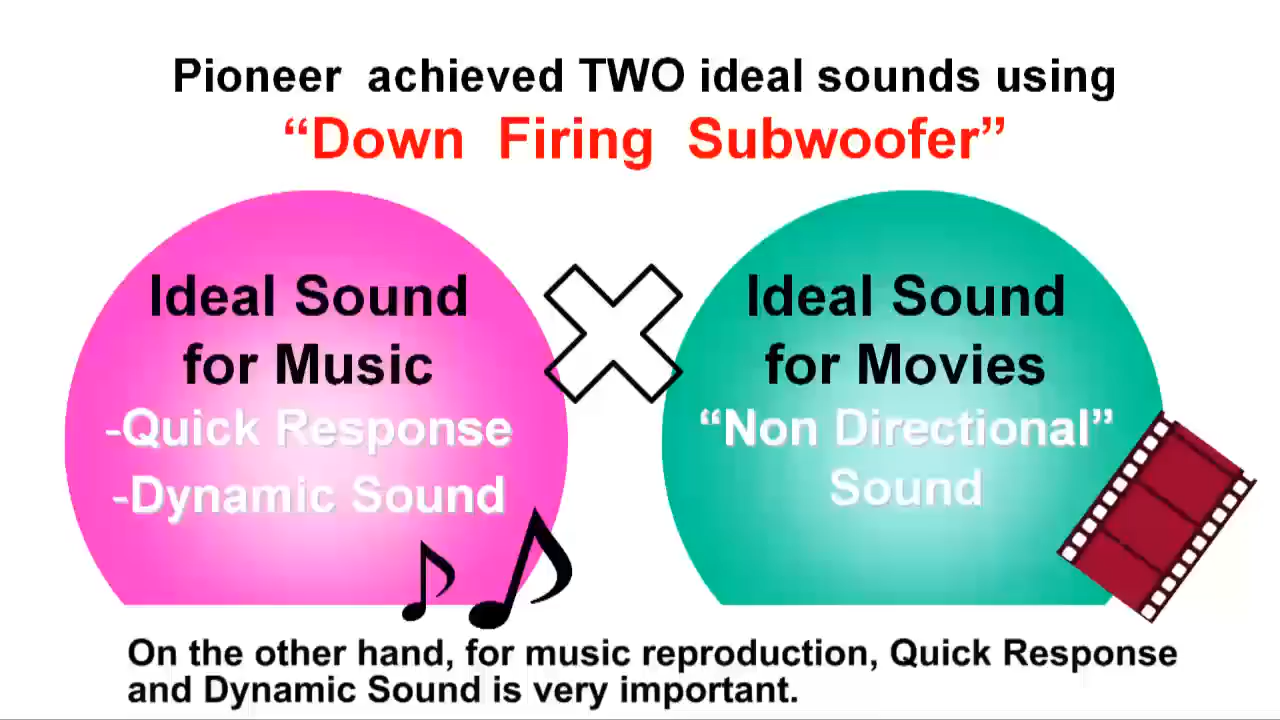 Pioneer achieved TWO ideal sounds using
“Down Firing Subwoofer”
Ideal Sound
for Music
-Quick Response
-Dynamic Sound
Ideal Sound
for Movies
“Non Directional”
Sound
On the other hand, for music reproduction, Quick Response
and Dynamic Sound is very important.